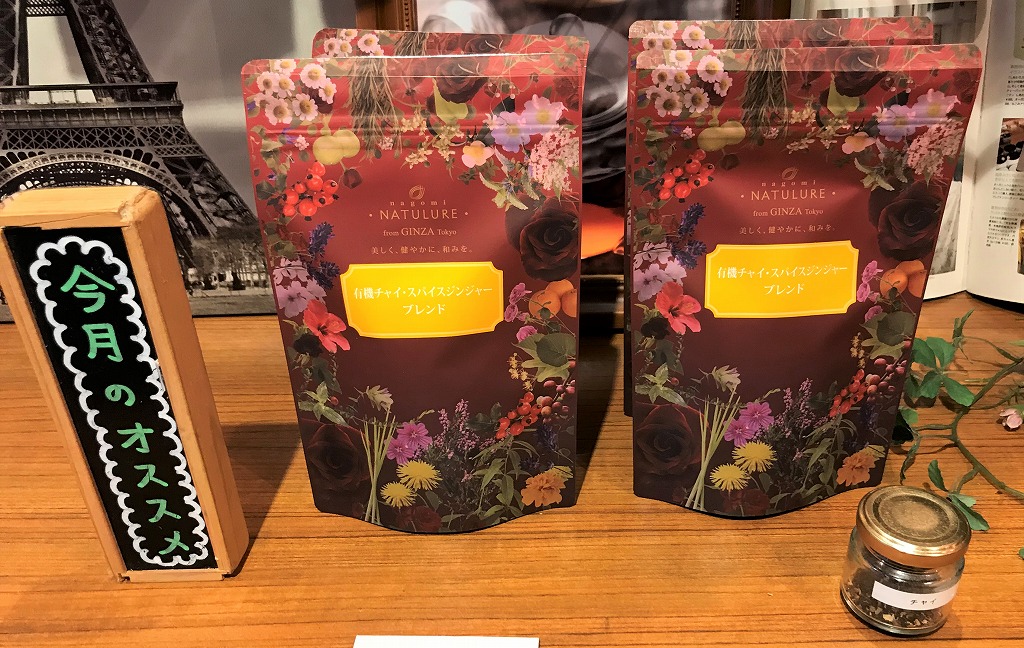 今月のオススメ
nagomi
・NATULURE・
from GINZA Tokyo
美しく、健やかに、和みを。
有機チャイ・スパイスジンジャー
ブレンド
nagomi
・NATULURE・
from GINZA Tokyo
美しく、健やかに、和みを。
有機チャイ・スパイスジンジャー
ブレンド
チャイ